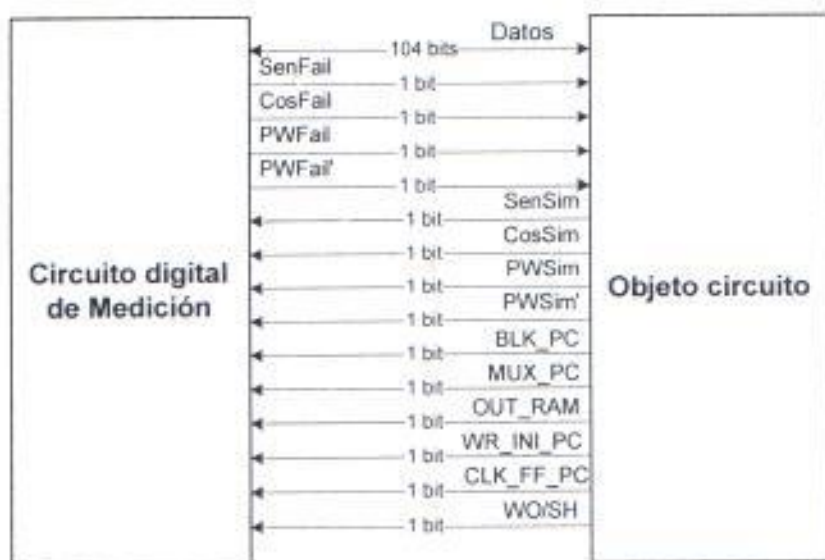 Datos
104 bits
SenFail
1 bit
CosFail
1 bit
PWFail
1 bit
PWFail'
1 bit
SenSim
1 bit
CosSim
1 bit
PWSim
1 bit
PWSim'
1 bit
BLK_PC
1 bit
MUX_PC
1 bit
OUT_RAM
1 bit
WR_INI_PC
1 bit
CLK_FF_PC
1 bit
WO/SH
1 bit
Circuito digital
de Medición
Objeto circuito